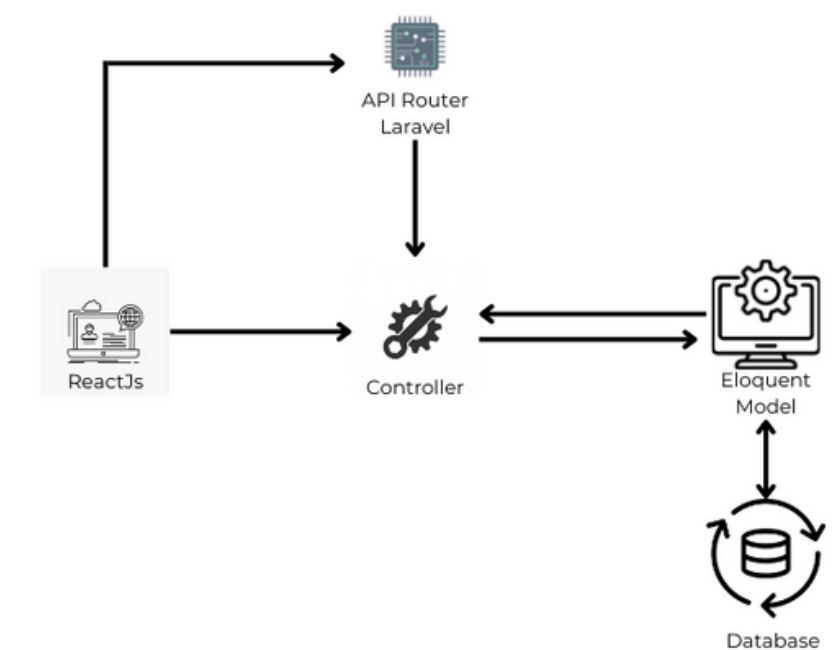 API Router
Laravel
ReactJs
Controller
Eloquent
Model
Database